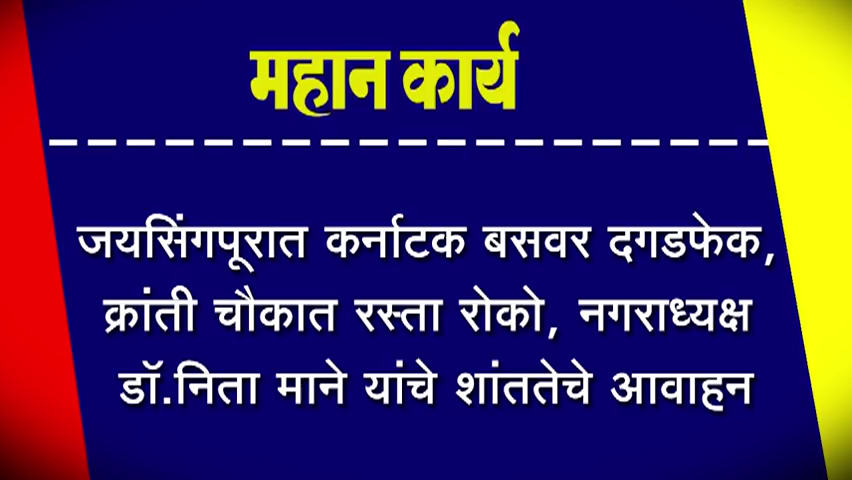 महान कार्य
जयसिंगपूरात कर्नाटक बसवर दगडफेक,
क्रांती चौकात रस्ता रोको, नगराध्यक्ष
डॉ.निता माने यांचे शांततेचे आवाहन